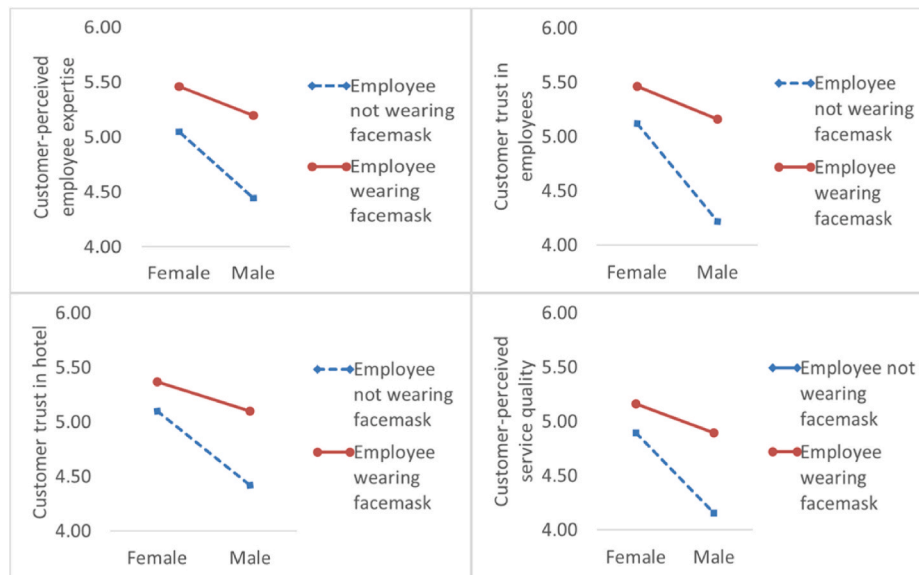 Customer-perceived
employee expertise
6.00
5.50
5.00
4.50
4.00
Female Male
Employee
not wearing
facemask
Employee
wearing
facemask
Customer trust in
employees
6.00
5.50
5.00
4.50
4.00
Female Male
Employee
not wearing
facemask
Employee
wearing
facemask
Customer trust in hotel
6.00
5.50
5.00
4.50
4.00
Female Male
Employee
not wearing
facemask
Employee
wearing
facemask
Customer-perceived
service quality
6.00
5.50
5.00
4.50
4.00
Female Male
Employee not
wearing
facemask
Employee
wearing
facemask